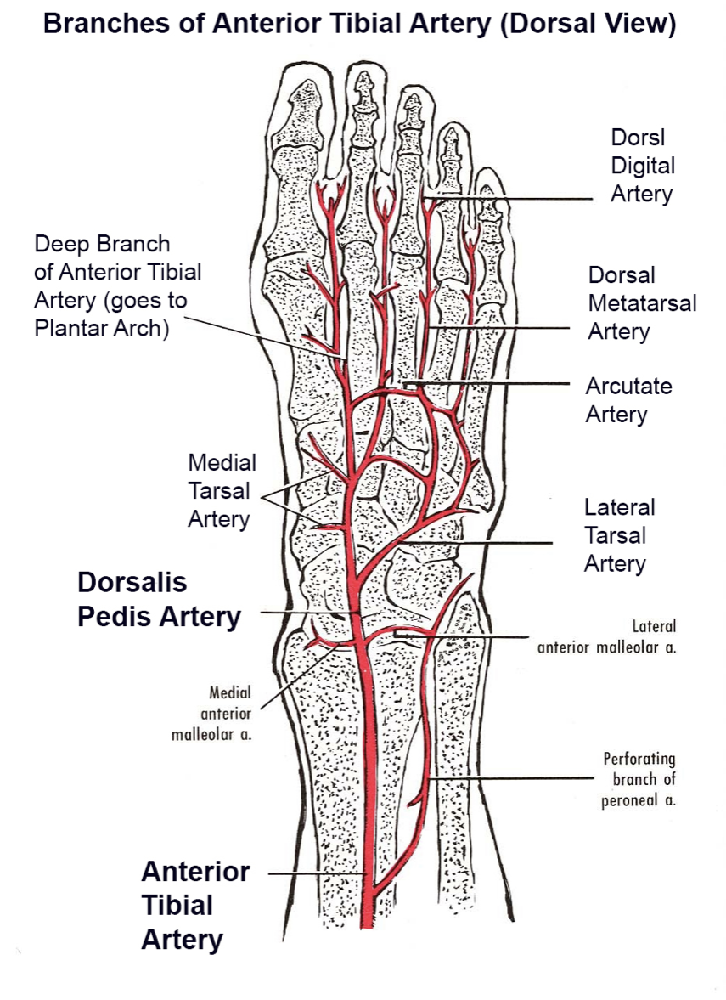 Branches of Anterior Tibial Artery (Dorsal View)
Dorsl
Digital
Artery
Deep Branch
of Anterior Tibial
Artery (goes to
Plantar Arch)
Dorsal
Metatarsal
Artery
Arcutate
Artery
Medial
Tarsal
Artery
Lateral
Tarsal
Artery
Dorsalis
Pedis Artery
Lateral
anterior malleolar a.
Medial
anterior
malleolar a.
Perforating
branch of
peroneal a.
Anterior
Tibial
Artery